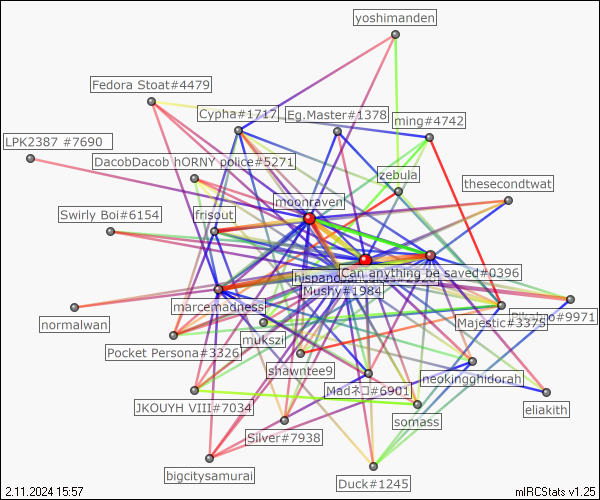 yoshimanden
Fedora Stoat#4479
Cypha#1717
Eg.Master#1378
ming#4742
LPK2387 #7690
DacobDacob hORNY police#5271
zebula
thesecondtwat
moonraven
Swirly Boi#6154
frisout
Can anything be saved#0396
Mushy#1984
marcemadness
#9971
normalwan
Majestic#3375
mukszi
Pocket Persona#3326
shawntee9
neokingghidorah
Madネコ#6901
eliakith
JKOUYH VIII#7034
somass
Silver#7938
bigcitysamurai
Duck#1245
2.11.2024 15:57
mIRCStats v1.25